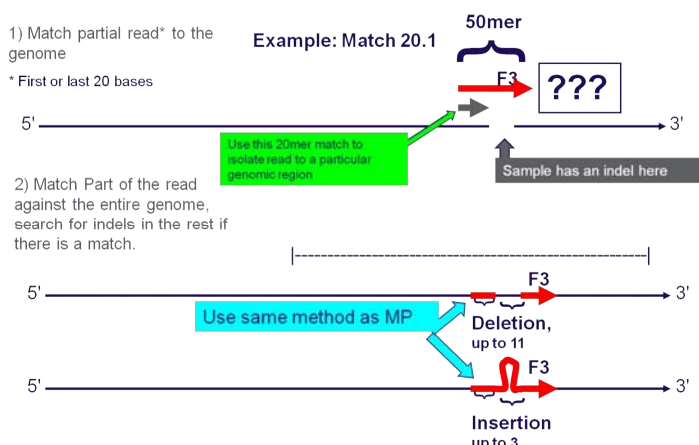 50mer
1) Match partial read* to the
genome
Example: Match 20.1
* First or last 20 bases
F3
???
5'
3'
Use this 20mer match to
isolate read to a particular
genomic region
Sample has an indel here
2) Match Part of the read
against the entire genome,
search for indels in the rest if
there is a match.
|-------------------------------------------------|
F3
5'
3'
Use same method as MP
Deletion,
up to 11
F3
5'
3'
Insertion
up to 3